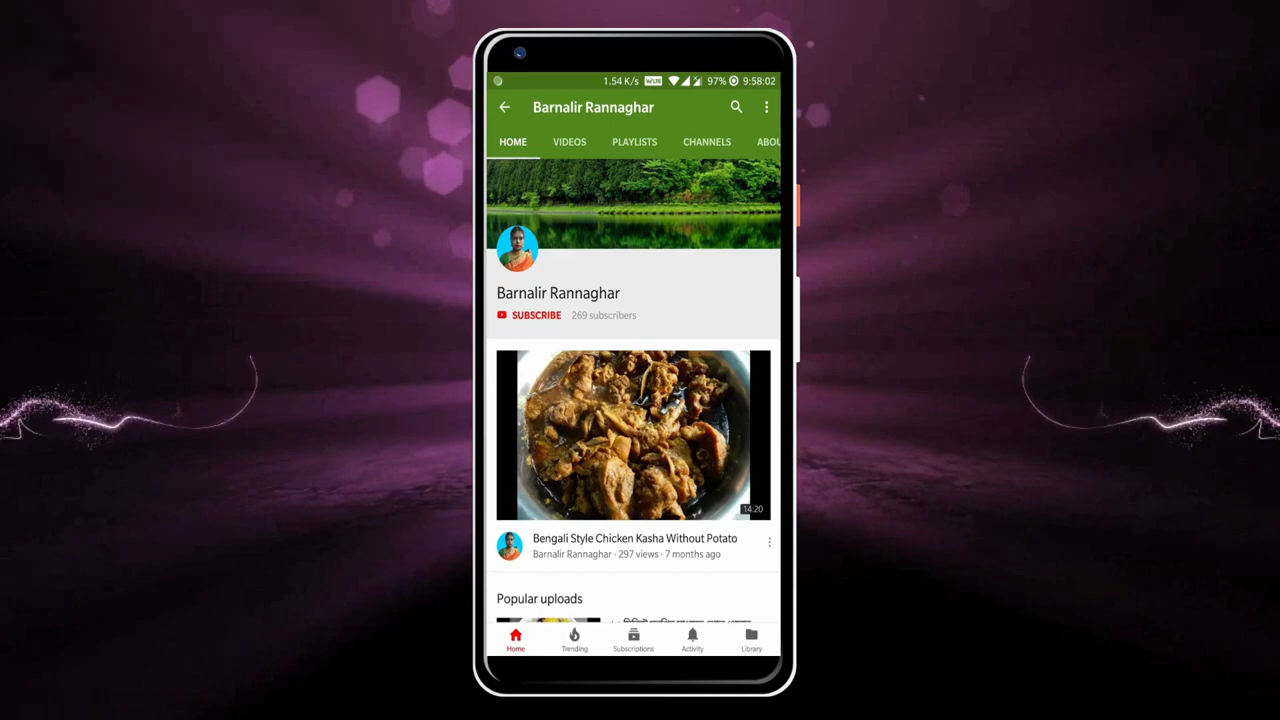 1.54 K/s VoLTE 97% 9:58:02
Barnalir Rannaghar
HOME VIDEOS PLAYLISTS CHANNELS ABOU
Barnalir Rannaghar
SUBSCRIBE 269 subscribers
14:20
Bengali Style Chicken Kasha Without Potato
Barnalir Rannaghar · 297 views · 7 months ago
Popular uploads
Home Trending Subscriptions Activity Library